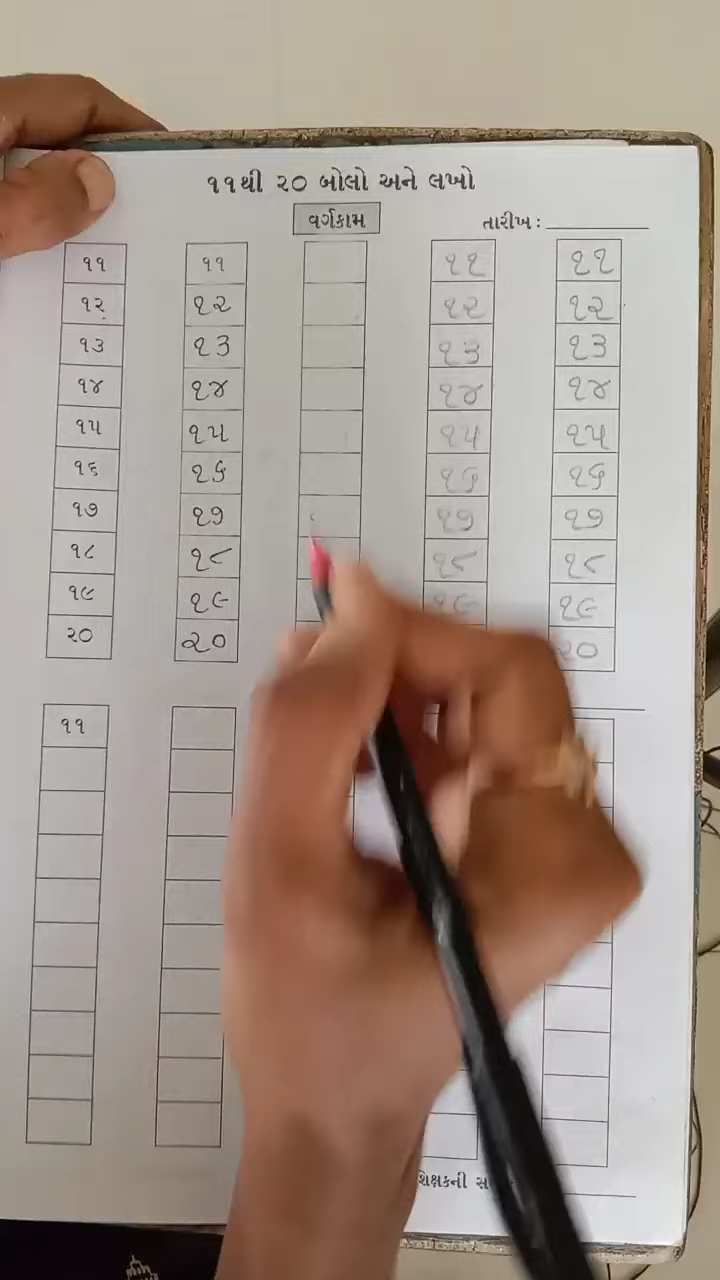 ૧૧થી ૨૦ બોલો અને લખો
વર્ગકામ
તારીખ :
૧૧ ૧૧ ૧૧ ૧૧
૧૨ ૧૨ ૧૨ ૧૨
૧૩ ૧૩ ૧૩ ૧૩
૧૪ ૧૪ ૧૪ ૧૪
૧૫ ૧૫ ૧૫ ૧૫
૧૬ ૧૬ ૧૬ ૧૬
૧૭ ૧૭ ૧૭ ૧૭
૧૮ ૧૮ ૧૮ ૧૮
૧૯ ૧૯ ૧૯ ૧૯
૨૦ ૨૦ ૨૦
૧૧
શિક્ષકની